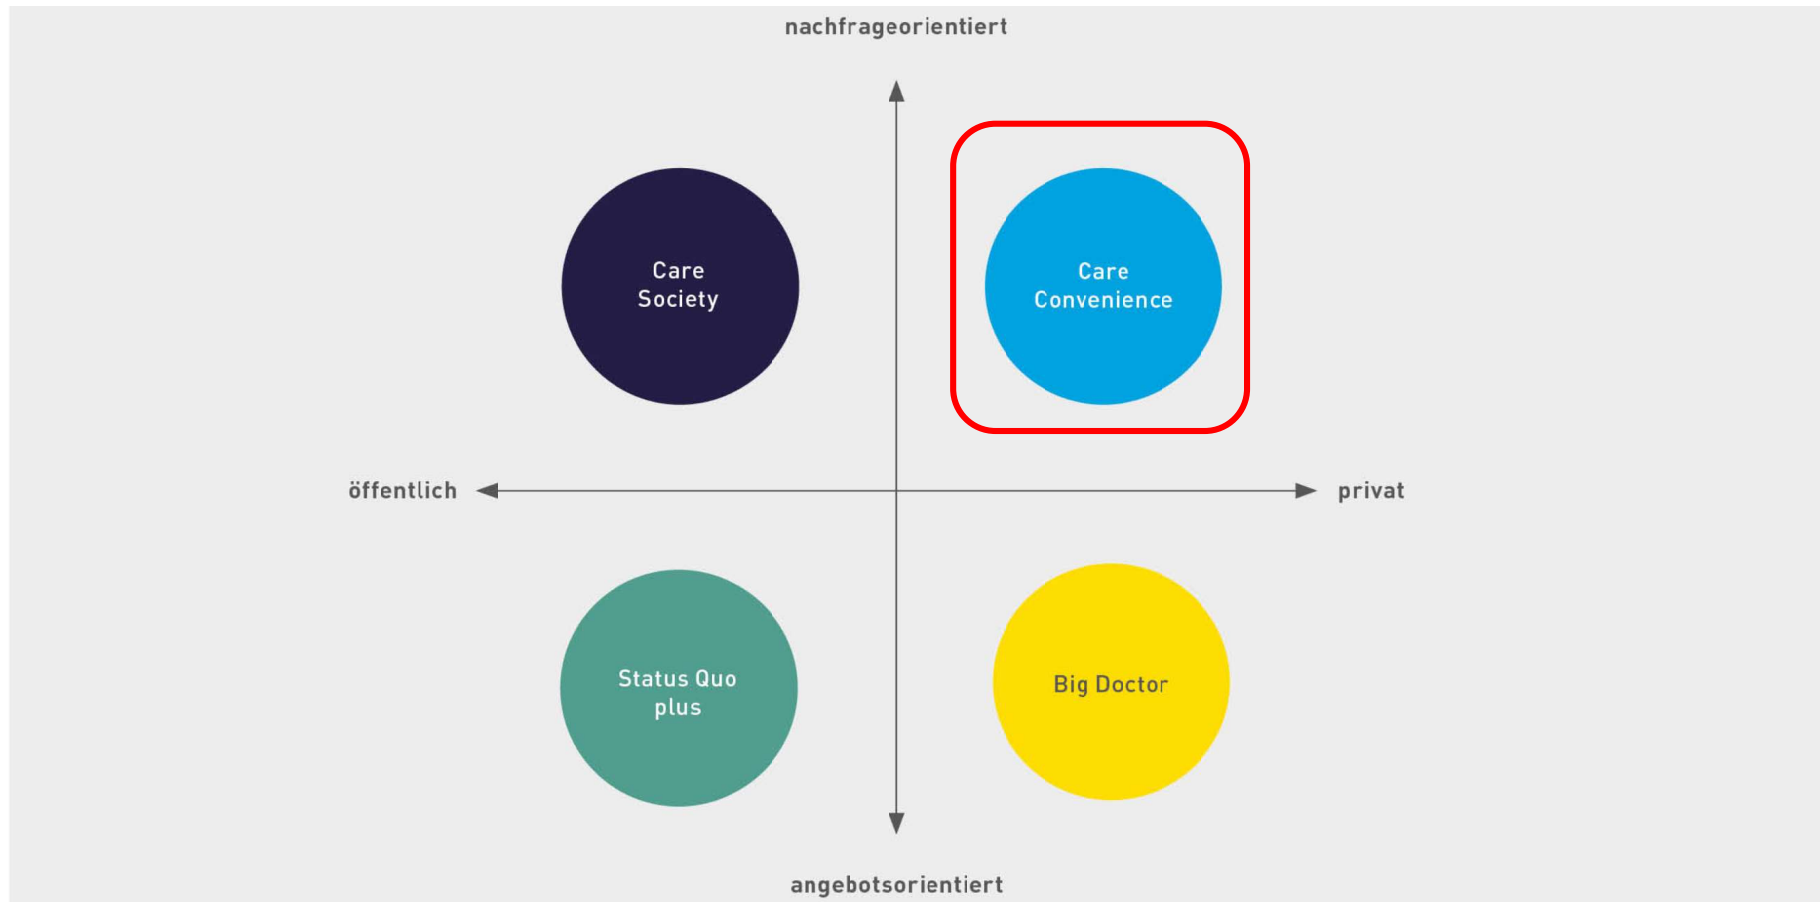 nachfrageorientiert
Care
Society
Care
Convenience
öffentlich
privat
Status Quo
plus
Big Doctor
angebotsorientiert